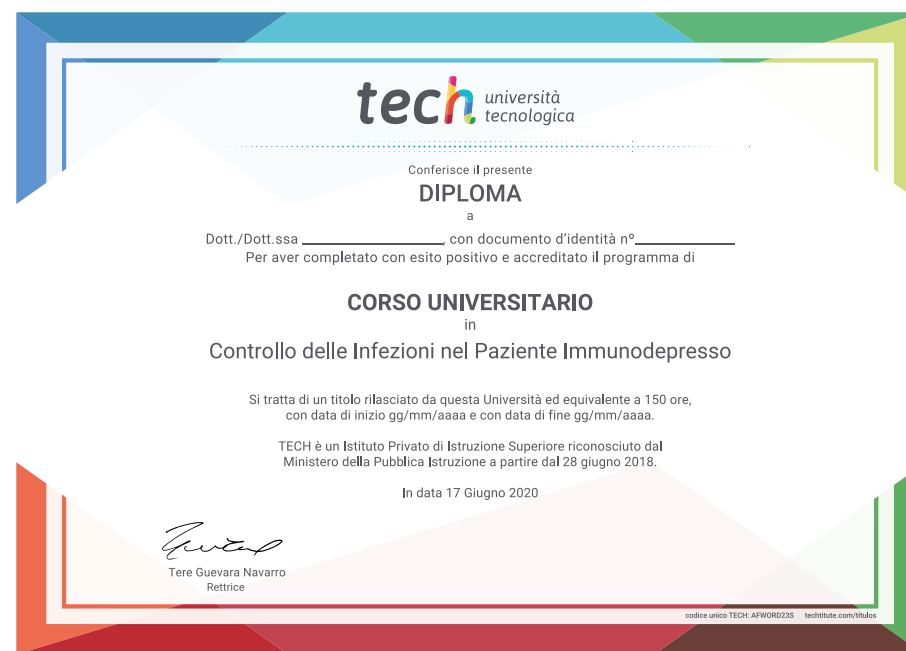 tech università
tecnologica
Conferisce il presente
DIPLOMA
a
Dott./Dott.ssa ____________________, con documento d'identità nº______________
Per aver completato con esito positivo e accreditato il programma di
CORSO UNIVERSITARIO
in
Controllo delle Infezioni nel Paziente Immunodepresso
Si tratta di un titolo rilasciato da questa Università ed equivalente a 150 ore,
con data di inizio gg/mm/aaaa e con data di fine gg/mm/aaaa.
TECH è un Istituto Privato di Istruzione Superiore riconosciuto dal
Ministero della Pubblica Istruzione a partire dal 28 giugno 2018.
In data 17 Giugno 2020
Tere Guevara Navarro
Rettrice
codice unico TECH: AFWORD23S techtitute.com/titulos